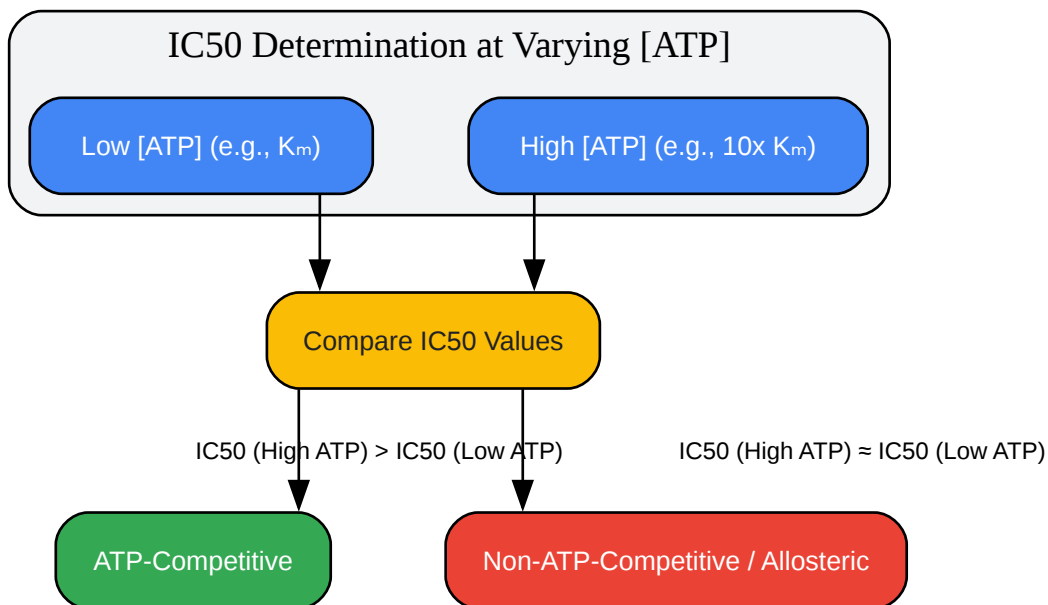 IC50 Determination at Varying [ATP]
Low [ATP] (e.g., Kₘ)
High [ATP] (e.g., 10x Kₘ)
Compare IC50 Values
IC50 (High ATP) > IC50 (Low ATP)
IC50 (High ATP) ≈ IC50 (Low ATP)
ATP-Competitive
Non-ATP-Competitive / Allosteric